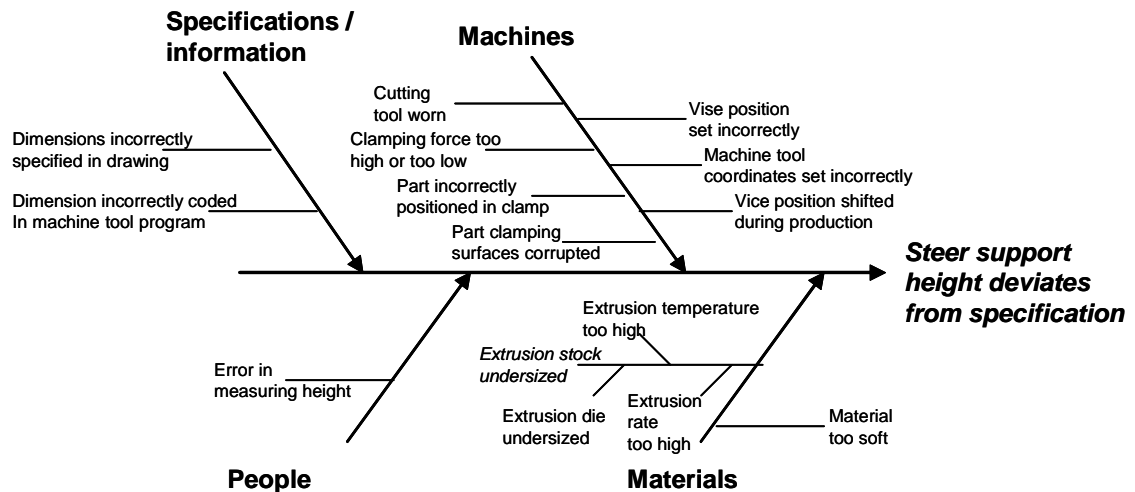 Specifications /
information
Machines
Cutting
tool worn
Vise position
set incorrectly
Dimensions incorrectly
specified in drawing
Clamping force too
high or too low
Machine tool
coordinates set incorrectly
Dimension incorrectly coded
In machine tool program
Part incorrectly
positioned in clamp
Vice position shifted
during production
Part clamping
surfaces corrupted
Steer support
height deviates
from specification
Extrusion temperature
too high
Extrusion stock
undersized
Error in
measuring height
Extrusion die
undersized
Extrusion
rate
too high
Material
too soft
People
Materials